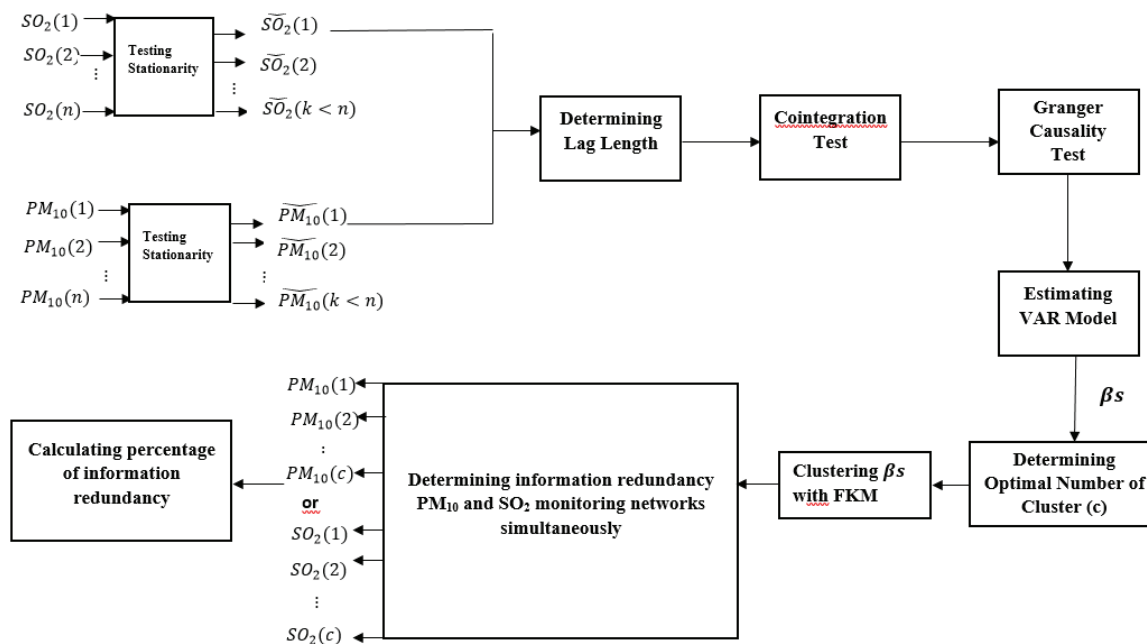 SO₂(1)
SO₂(2)
⋮
SO₂(n)
Testing
Stationarity
S͠O₂(1)
S͠O₂(2)
⋮
S͠O₂(k < n)
PM₁₀(1)
PM₁₀(2)
⋮
PM₁₀(n)
Testing
Stationarity
P͠M₁₀(1)
P͠M₁₀(2)
⋮
P͠M₁₀(k < n)
Determining
Lag Length
Cointegration
Test
Granger
Causality
Test
Estimating
VAR Model
βs
Determining
Optimal Number of
Cluster (c)
Clustering βs
with FKM
Determining information redundancy
PM₁₀ and SO₂ monitoring networks
simultaneously
PM₁₀(1)
PM₁₀(2)
⋮
PM₁₀(c)
or
SO₂(1)
SO₂(2)
⋮
SO₂(c)
Calculating percentage
of information
redundancy